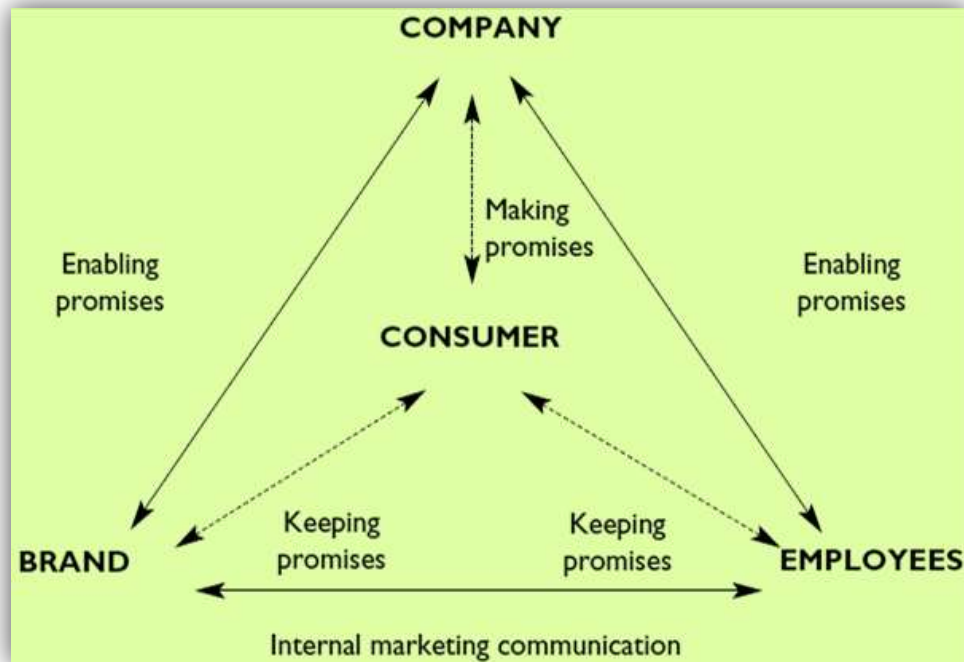 COMPANY
Making
promises
Enabling
promises
Enabling
promises
CONSUMER
Keeping
promises
Keeping
promises
BRAND
EMPLOYEES
Internal marketing communication